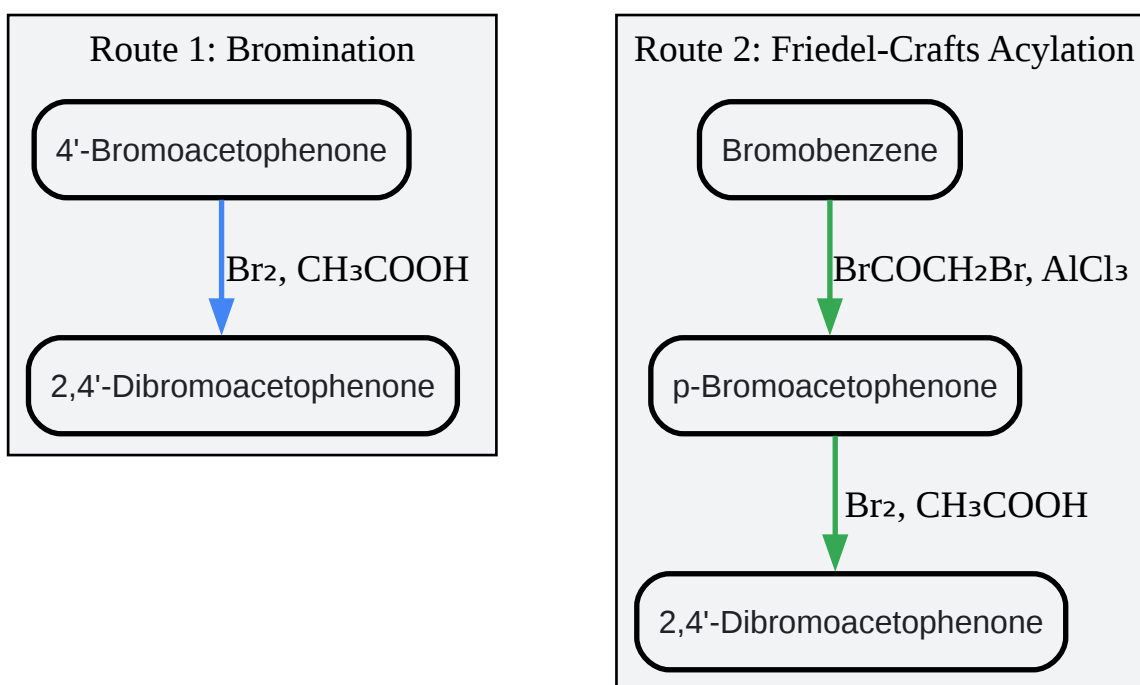 Route 1: Bromination
4'-Bromoacetophenone
Br₂, CH₃COOH
2,4'-Dibromoacetophenone
Route 2: Friedel-Crafts Acylation
Bromobenzene
BrCOCH₂Br, AlCl₃
p-Bromoacetophenone
Br₂, CH₃COOH
2,4'-Dibromoacetophenone